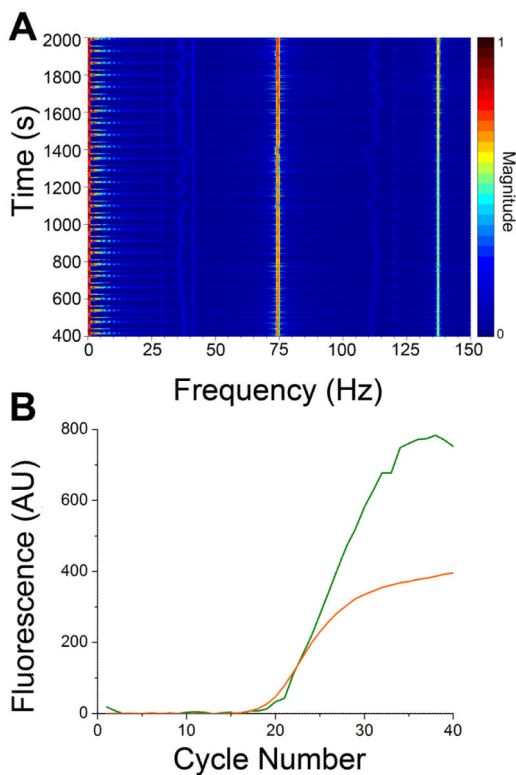 A
2000
1800
1600
1400
1200
1000
800
600
400
Time (s)
0 25 50 75 100 125 150
Frequency (Hz)
1
0
Magnitude
B
800
600
400
200
0
Fluorescence (AU)
0 10 20 30 40
Cycle Number